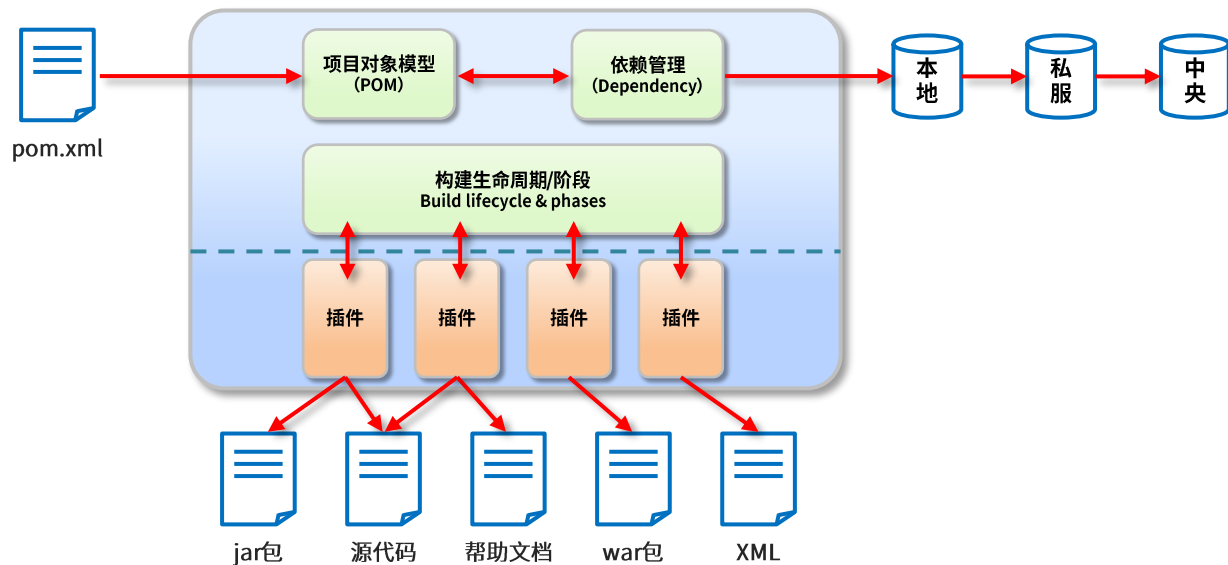 pom.xml
项目对象模型
(POM)
依赖管理
(Dependency)
本
地
私
服
中
央
构建生命周期/阶段
Build lifecycle & phases
插件
插件
插件
插件
jar包
源代码
帮助文档
war包
XML